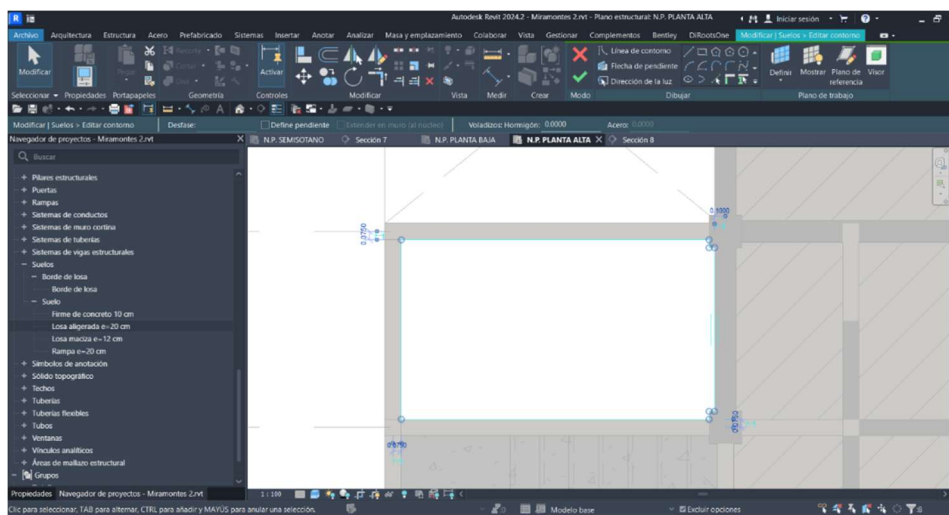 Autodesk Revit 2024.2 - Miramontes 2.rvt - Plano estructural: N.P. PLANTA ALTA
Iniciar sesión
Archivo Arquitectura Estructura Acero Prefabricado Sistemas Insertar Anotar Analizar Masa y emplazamiento Colaborar Vista Gestionar Complementos Bentley DiRootsOne Modificar | Suelos > Editar contorno
Modificar
Pegar
Activar
Línea de contorno
Flecha de pendiente
Dirección de la luz
Definir Mostrar Plano de referencia Visor
Seleccionar Propiedades Portapapeles Geometría Controles Modificar Vista Medir Crear Modo Dibujar Plano de trabajo
Modificar | Suelos > Editar contorno Desfase: Define pendiente Extender en muro (al núcleo) Voladizos: Hormigón: 0.0000 Acero: 0.0000
Navegador de proyectos - Miramontes 2.rvt
N.P. SEMISOTANO Sección 7 N.P. PLANTA BAJA N.P. PLANTA ALTA Sección 8
Buscar
Pilares estructurales
Puertas
Rampas
Sistemas de conductos
Sistemas de muro cortina
Sistemas de tuberías
Sistemas de vigas estructurales
Suelos
Borde de losa
Borde de losa
Suelo
Firme de concreto 10 cm
Losa aligerada e=20 cm
Losa maciza e=12 cm
Rampa e=20 cm
Símbolos de anotación
Sólido topográfico
Techos
Tuberías
Tuberías flexibles
Tubos
Ventanas
Vínculos analíticos
Áreas de mallazo estructural
Grupos
0.1000
0.0750
0.0750
0.0750
Propiedades Navegador de proyectos - Miramontes 2.rvt
1 : 100
Clic para seleccionar, TAB para alternar, CTRL para añadir y MAYÚS para anular una selección.
Modelo base
Excluir opciones